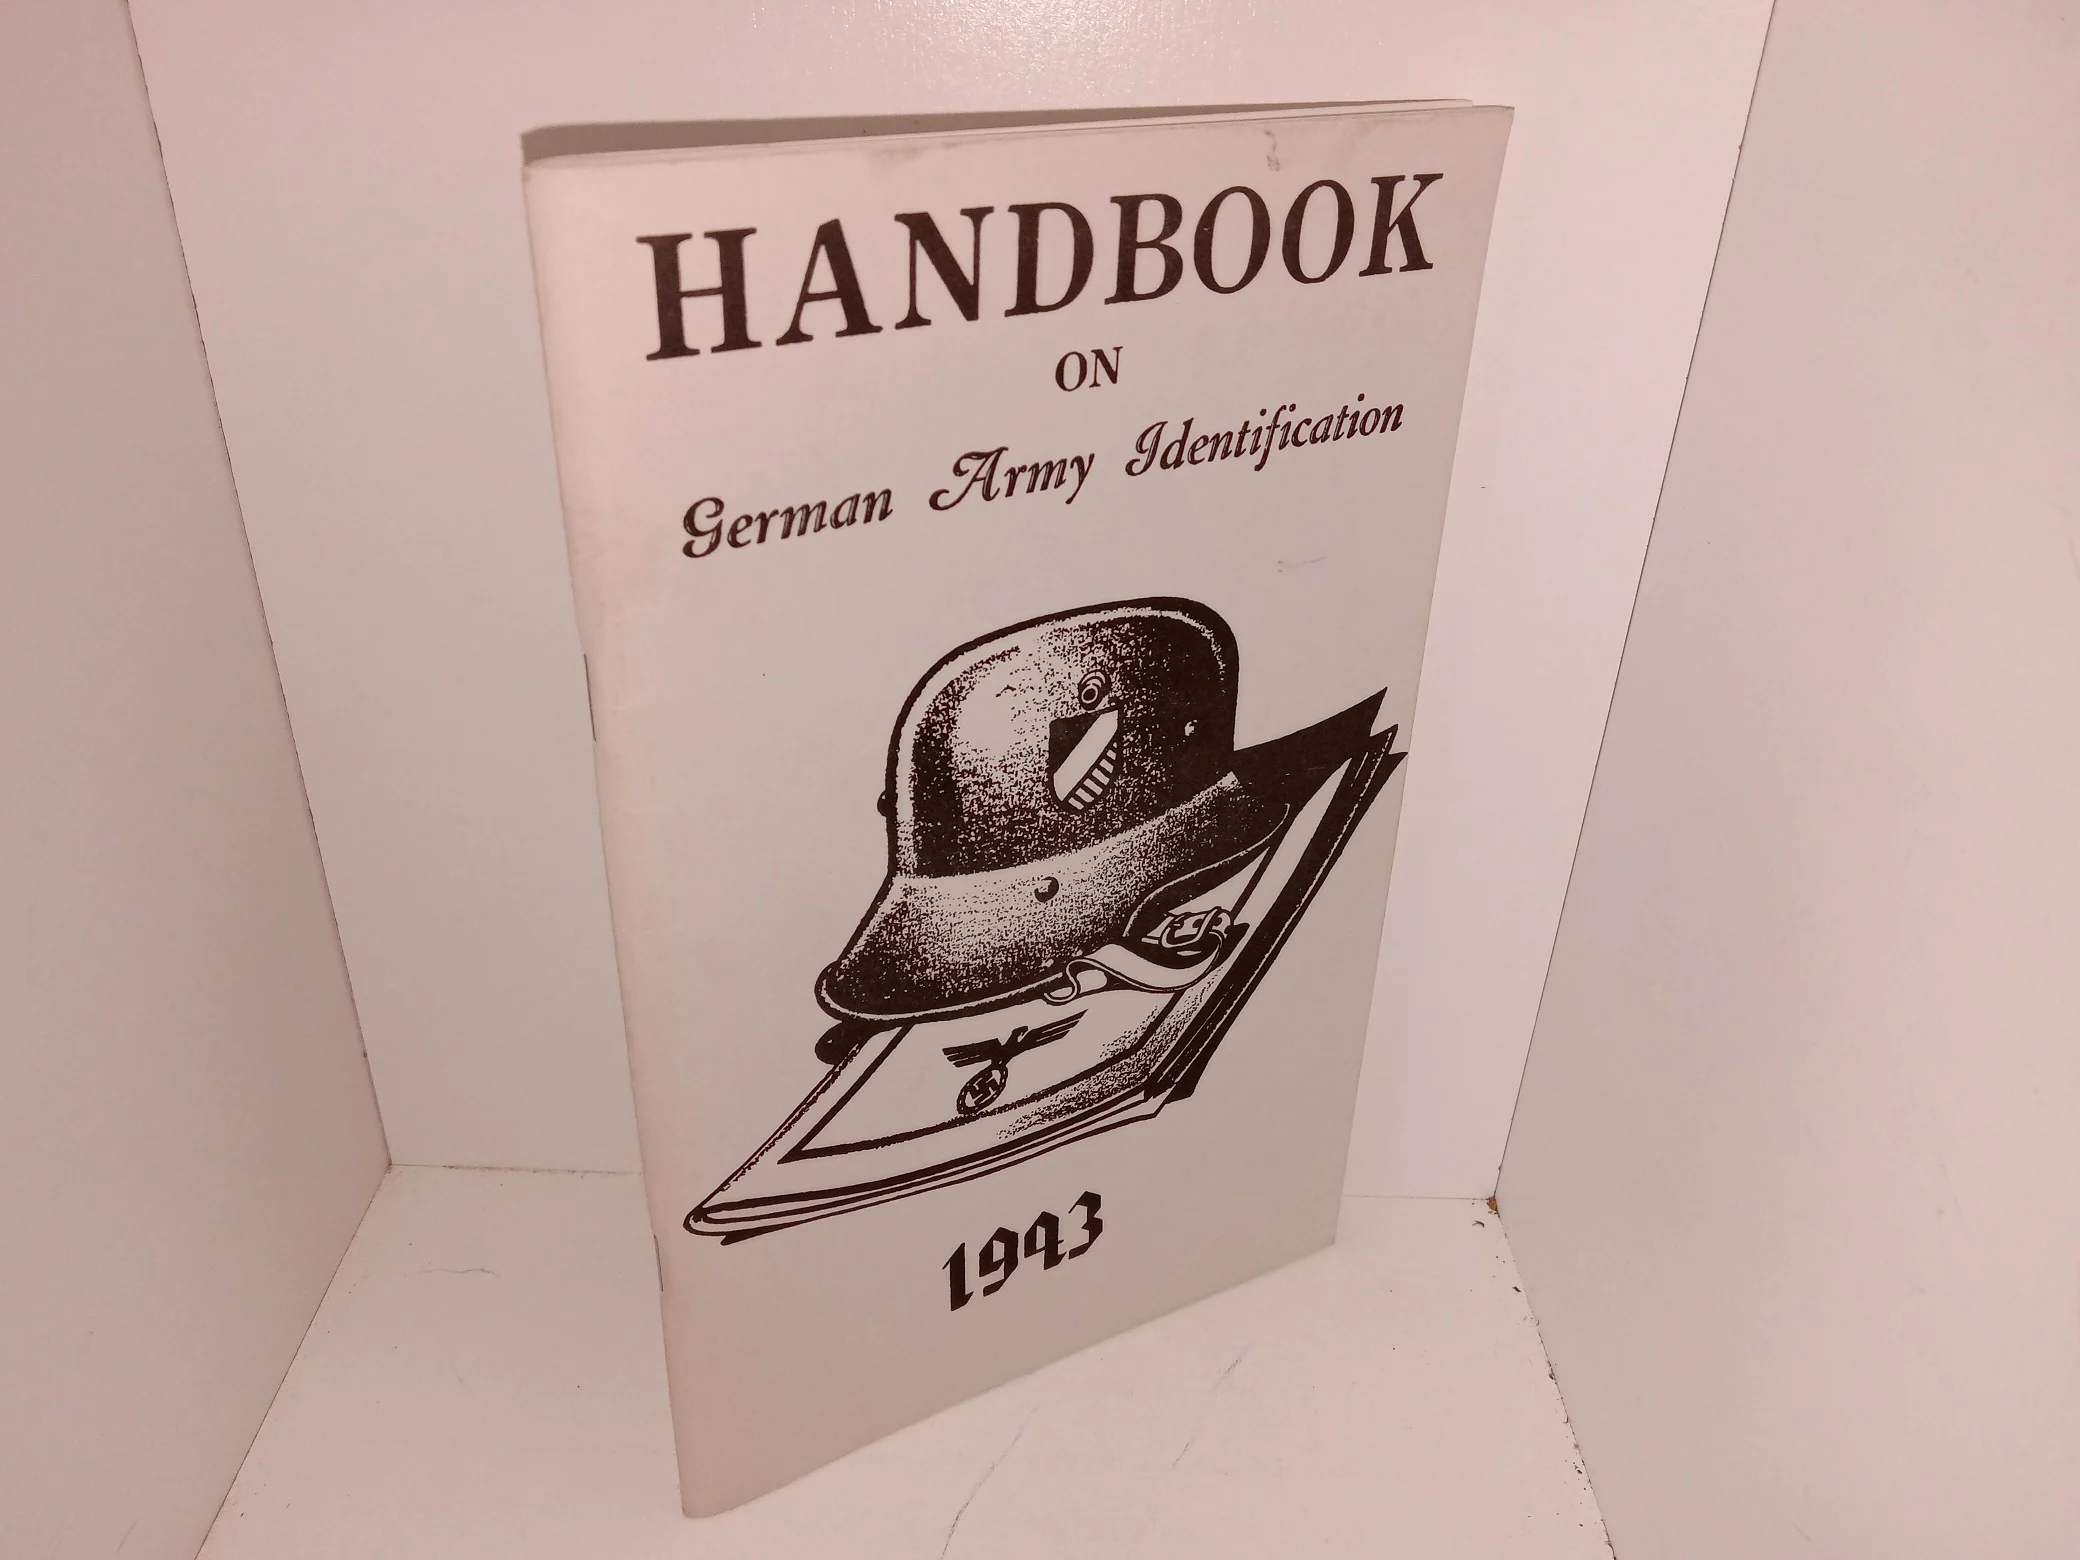 HANDBOOK
ON
German Army Identification
1943